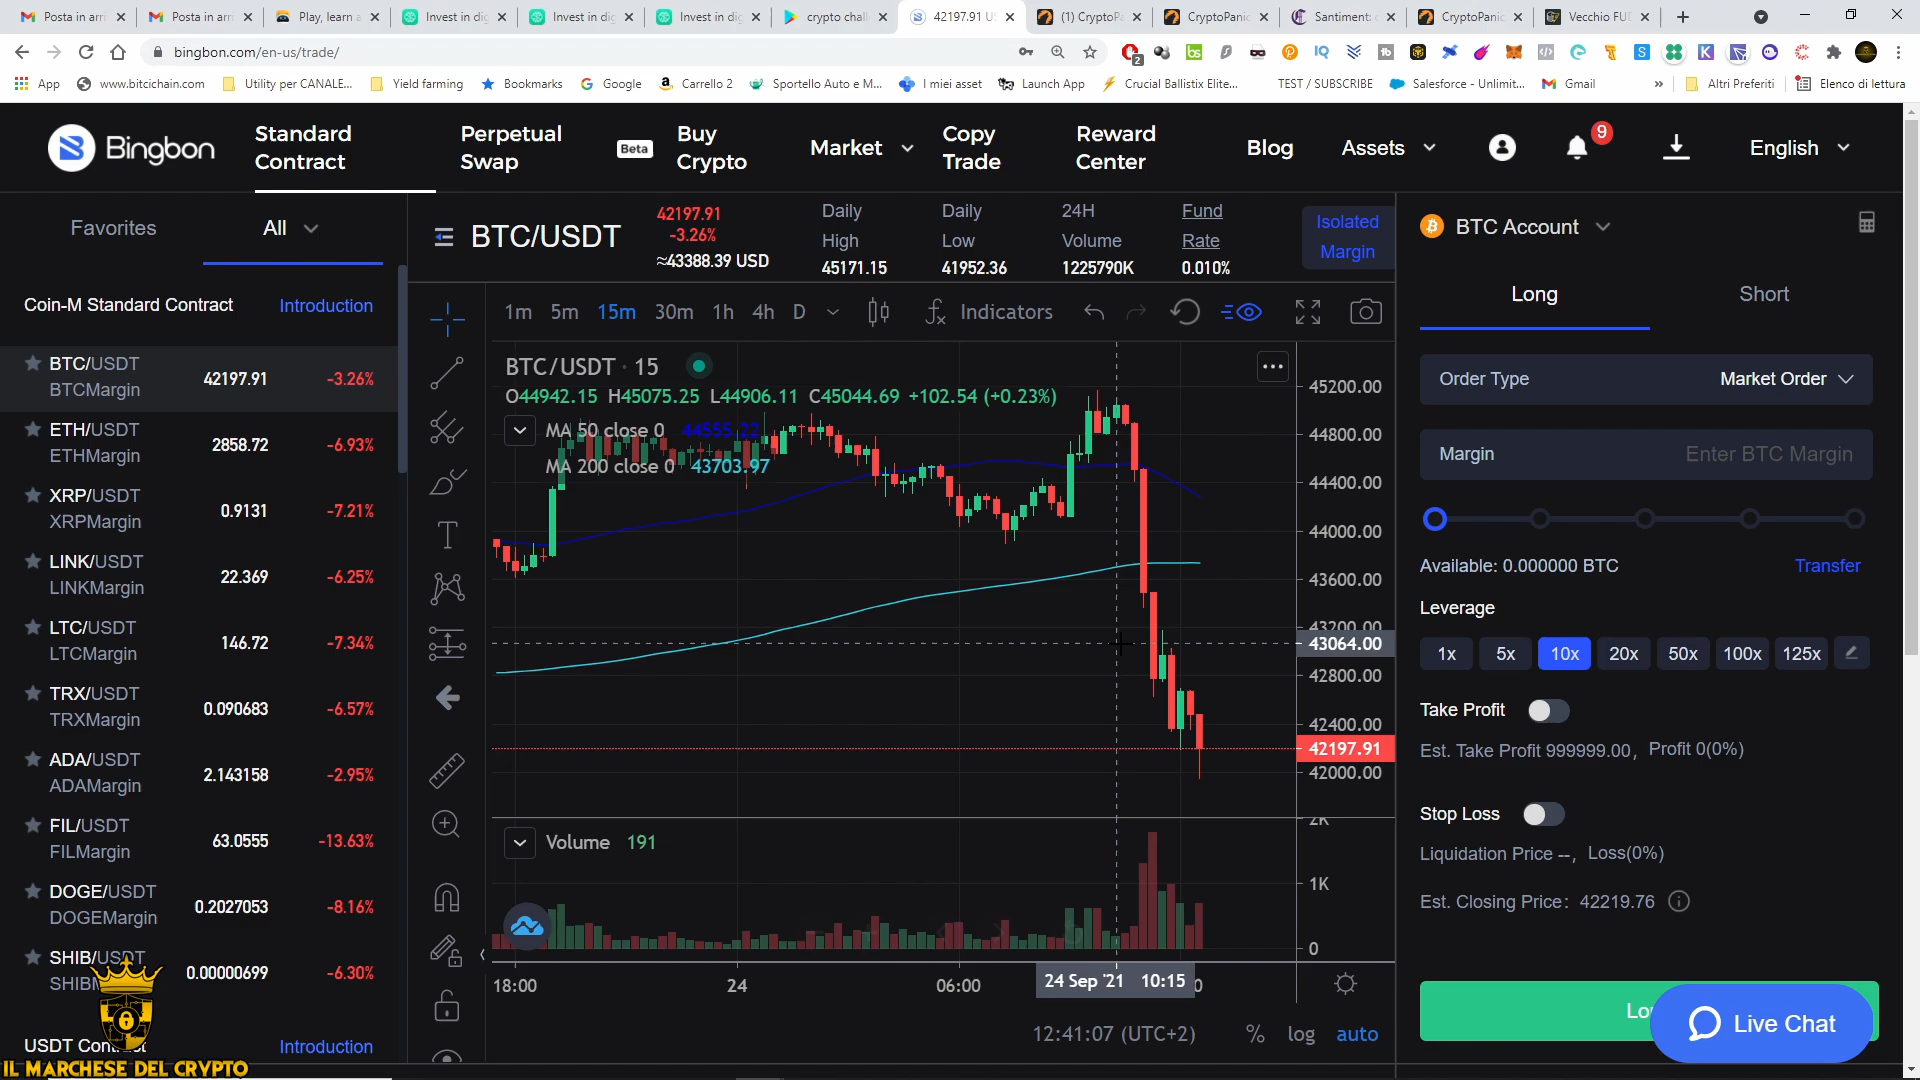 Posta in arri
Posta in arri
Play, learn a
Invest in dig
Invest in dig
Invest in dig
crypto chall
42197.91 U
(1) CryptoPa
CryptoPanic
Santiment:
CryptoPanic
Vecchio FUD
bingbon.com/en-us/trade/
App
www.bitcichain.com
Utility per CANALE...
Yield farming
Bookmarks
Google
Carrello 2
Sportello Auto e M...
I miei asset
Launch App
Crucial Ballistix Elite...
TEST / SUBSCRIBE
Salesforce - Unlimit...
Gmail
»
Altri Preferiti
Elenco di lettura
Bingbon
Standard Contract
Perpetual Swap
Beta
Buy Crypto
Market
Copy Trade
Reward Center
Blog
Assets
9
English
Favorites
All
Coin-M Standard Contract
Introduction
BTC/USDT
BTCMargin
42197.91
-3.26%
ETH/USDT
ETHMargin
2858.72
-6.93%
XRP/USDT
XRPMargin
0.9131
-7.21%
LINK/USDT
LINKMargin
22.369
-6.25%
LTC/USDT
LTCMargin
146.72
-7.34%
TRX/USDT
TRXMargin
0.090683
-6.57%
ADA/USDT
ADAMargin
2.143158
-2.95%
FIL/USDT
FILMargin
63.0555
-13.63%
DOGE/USDT
DOGEMargin
0.2027053
-8.16%
SHIB/USDT
SHIBM
0.00000699
-6.30%
USDT Contract
Introduction
IL MARCHESE DEL CRYPTO
BTC/USDT
42197.91
-3.26%
≈43388.39 USD
Daily High
45171.15
Daily Low
41952.36
24H Volume
1225790K
Fund Rate
0.010%
Isolated Margin
1m 5m 15m 30m 1h 4h D
Indicators
BTC/USDT · 15
O44942.15 H45075.25 L44906.11 C45044.69 +102.54 (+0.23%)
MA 50 close 0 44555.22
MA 200 close 0 43703.97
45200.00
44800.00
44400.00
44000.00
43600.00
43200.00
43064.00
42800.00
42400.00
42197.91
42000.00
Volume 191
2K
1K
0
18:00
24
06:00
24 Sep '21 10:15
0
12:41:07 (UTC+2)
%
log
auto
BTC Account
Long
Short
Order Type
Market Order
Margin
Enter BTC Margin
Available: 0.000000 BTC
Transfer
Leverage
1x 5x 10x 20x 50x 100x 125x
Take Profit
Est. Take Profit 999999.00, Profit 0(0%)
Stop Loss
Liquidation Price --, Loss(0%)
Est. Closing Price: 42219.76
Lo
Live Chat